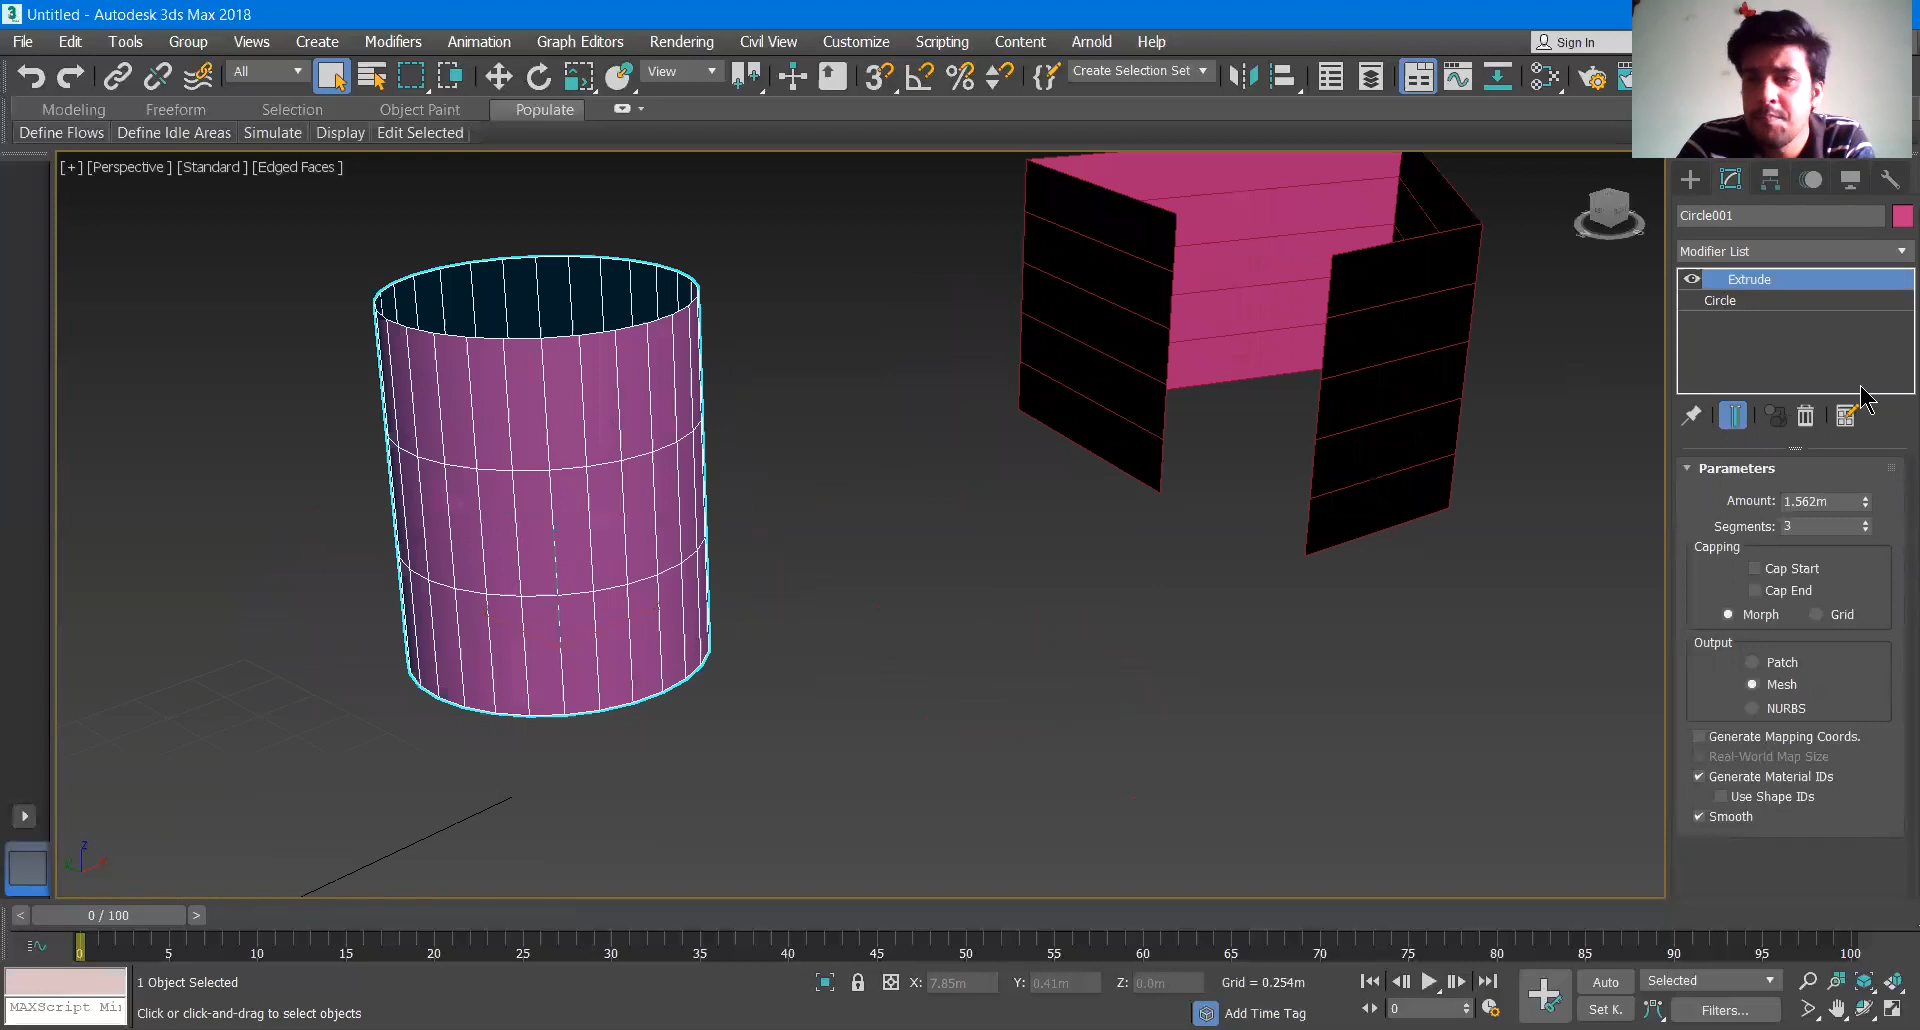 3 Untitled - Autodesk 3ds Max 2018
File Edit Tools Group Views Create Modifiers Animation Graph Editors Rendering Civil View Customize Scripting Content Arnold Help
Sign In
All View Create Selection Set
Modeling Freeform Selection Object Paint Populate
Define Flows Define Idle Areas Simulate Display Edit Selected
[+] [Perspective ] [Standard ] [Edged Faces ]
Circle001
Modifier List
Extrude
Circle
Parameters
Amount: 1.562m
Segments: 3
Capping
Cap Start
Cap End
Morph Grid
Output
Patch
Mesh
NURBS
Generate Mapping Coords.
Real-World Map Size
Generate Material IDs
Use Shape IDs
Smooth
z
< 0 / 100 >
0 5 10 15 20 25 30 35 40 45 50 55 60 65 70 75 80 85 90 95 100
1 Object Selected
X: 7.85m Y: 0.41m Z: 0.0m Grid = 0.254m
Auto Selected
MAXScript Mi
Click or click-and-drag to select objects
Add Time Tag
0
Set K. Filters...